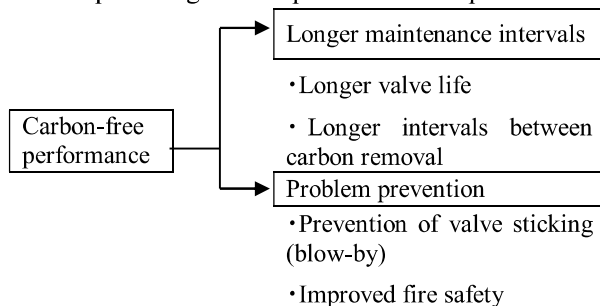 Longer maintenance intervals
・Longer valve life
・Longer intervals between
carbon removal
Carbon-free
performance
Problem prevention
・Prevention of valve sticking
(blow-by)
・Improved fire safety